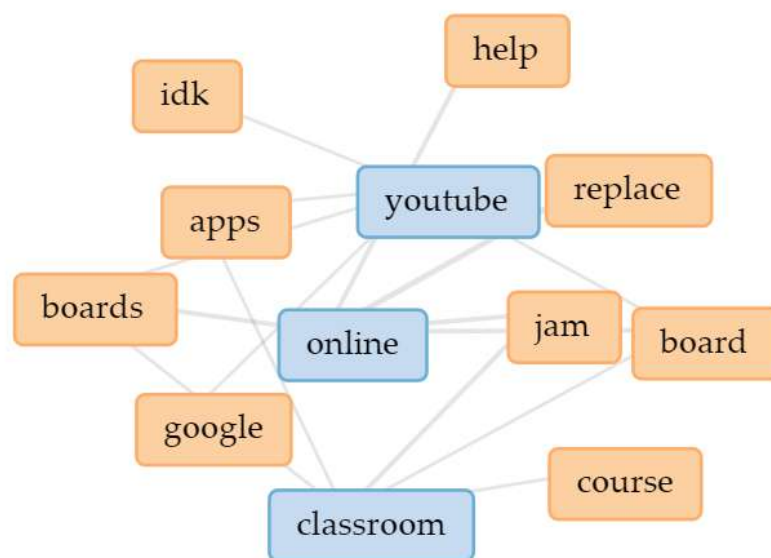 help
idk
youtube
replace
apps
boards
online
jam
board
google
course
classroom